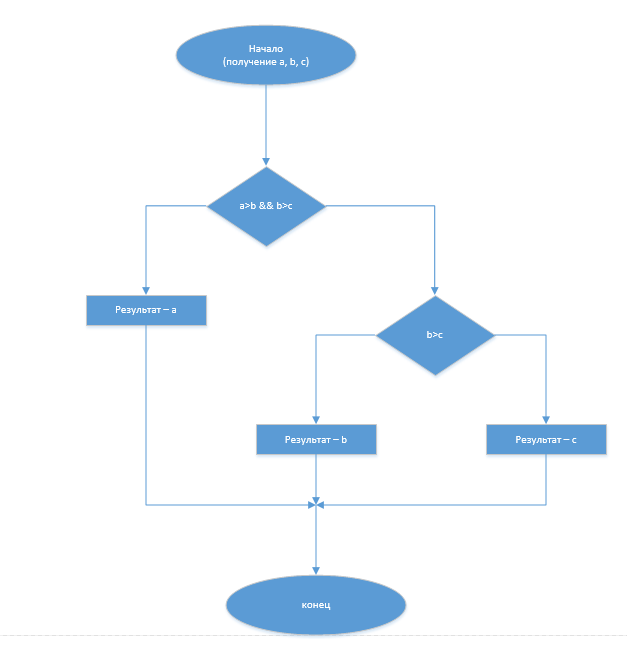 Начало
(получение a, b, c)
a>b && b>c
Результат – a
b>c
Результат – b
Результат – c
конец